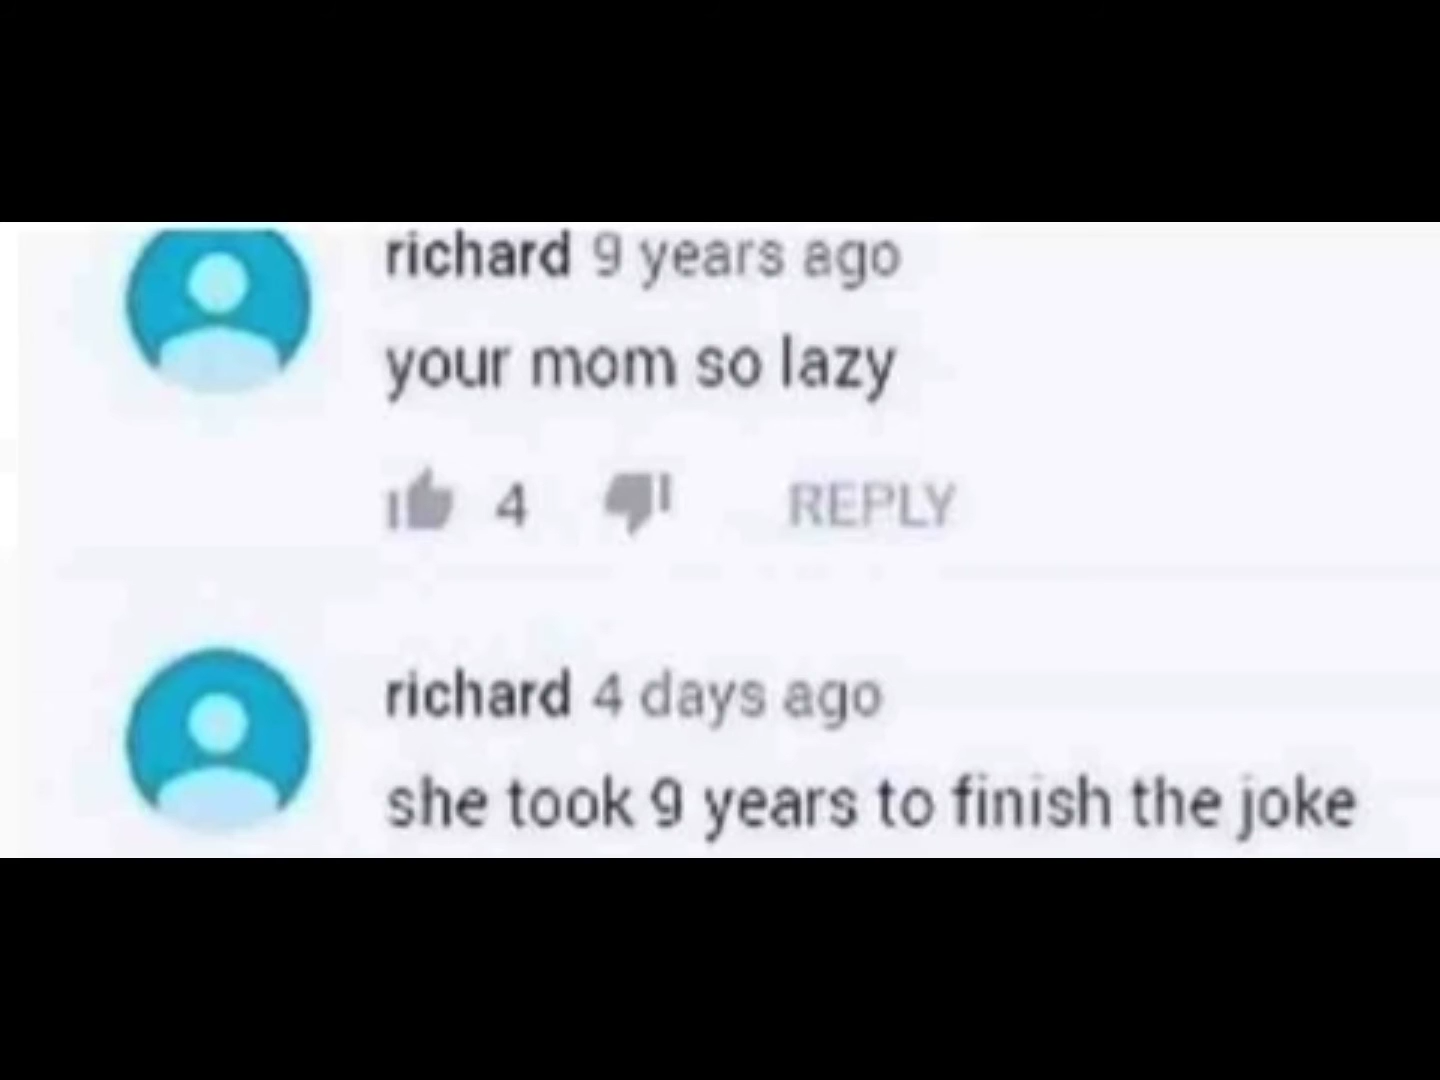 richard 9 years ago
your mom so lazy
4 REPLY
richard 4 days ago
she took 9 years to finish the joke